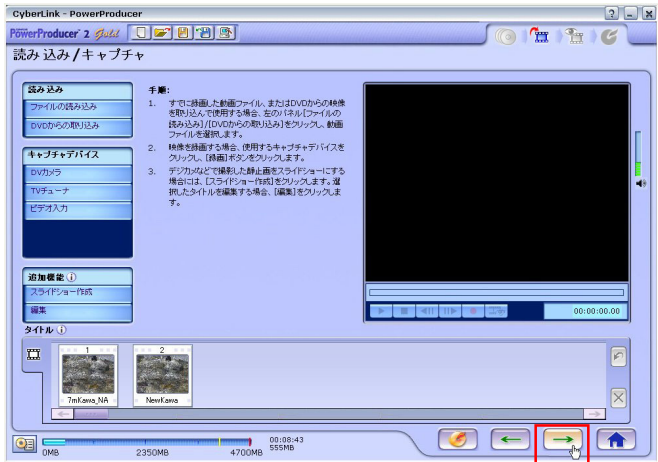 CyberLink - PowerProducer
PowerProducer 2 Gold
読み込み/キャプチャ
読み込み
ファイルの読み込み
DVDからの取り込み
キャプチャデバイス
DVカメラ
TVチューナ
ビデオ入力
追加機能
スライドショー作成
編集
手順:
1. すでに録画した動画ファイル、またはDVDからの映像
を取り込んで使用する場合、左のパネル[ファイルの
読み込み]/[DVDからの取り込み]をクリックし、動画
ファイルを選択します。
2. 映像を録画する場合、使用するキャプチャデバイスを
クリックし、[録画]ボタンをクリックします。
3. デジカメなどで撮影した静止画をスライドショーにする
場合には、[スライドショー作成]をクリックします。選
択したタイトルを編集する場合、[編集]をクリックしま
す。
00:00:00.00
タイトル
1
7mKawa_NA
2
NewKawa
0MB
2350MB
4700MB
00:08:43
555MB